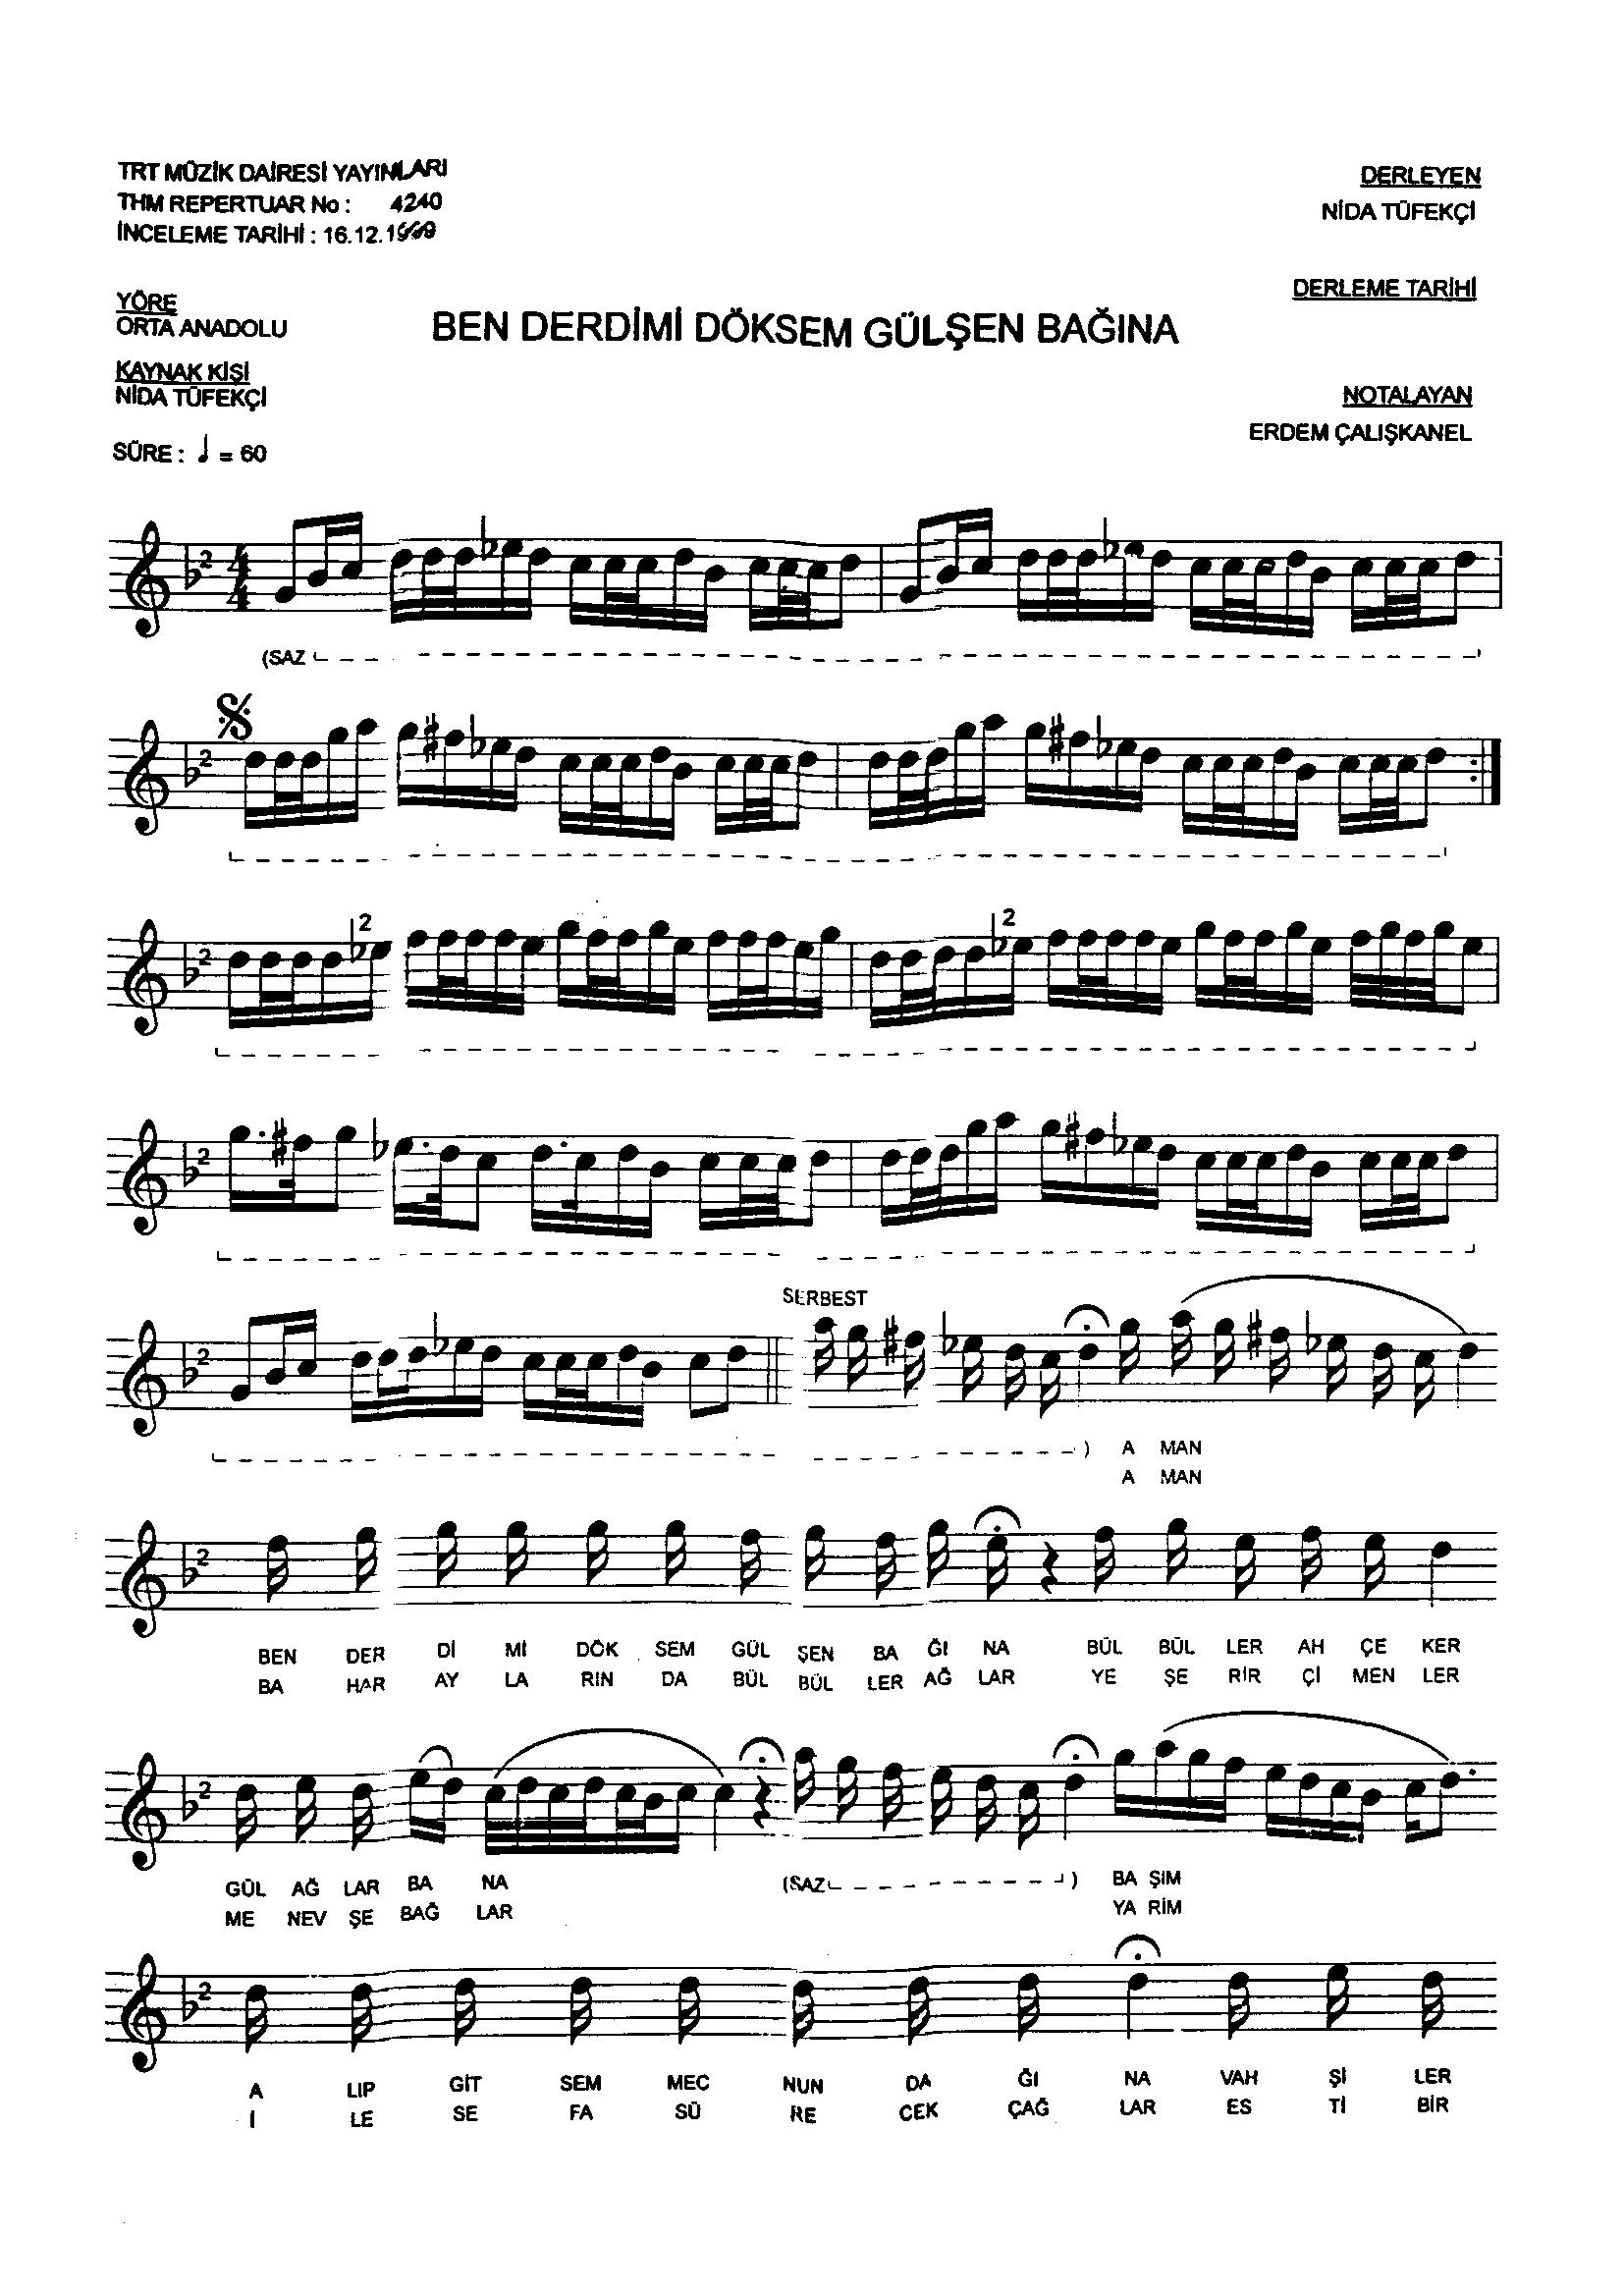 TRT MÜZİK DAİRESİ YAYINLARI
THM REPERTUAR No : 4240
İNCELEME TARİHİ : 16.12.1999
DERLEYEN
NİDA TÜFEKÇİ
YÖRE
ORTA ANADOLU
DERLEME TARİHİ
BEN DERDİMİ DÖKSEM GÜLŞEN BAĞINA
KAYNAK KİŞİ
NİDA TÜFEKÇİ
NOTALAYAN
ERDEM ÇALIŞKANEL
SÜRE : ♩ = 60
(SAZ
SERBEST
) A MAN
A MAN
BEN DER Dİ Mİ DÖK SEM GÜL ŞEN BA ĞI NA BÜL BÜL LER AH ÇE KER
BA HAR AY LA RIN DA BÜL BÜL LER AĞ LAR YE ŞE RİR Çİ MEN LER
GÜL AĞ LAR BA NA (SAZ ) BA ŞIM
ME NEV ŞE BAĞ LAR YA RİM
A LIP GİT SEM MEC NUN DA ĞI NA VAH Şİ LER
İ LE SE FA SÜ RE CEK ÇAĞ LAR ES Tİ BİR